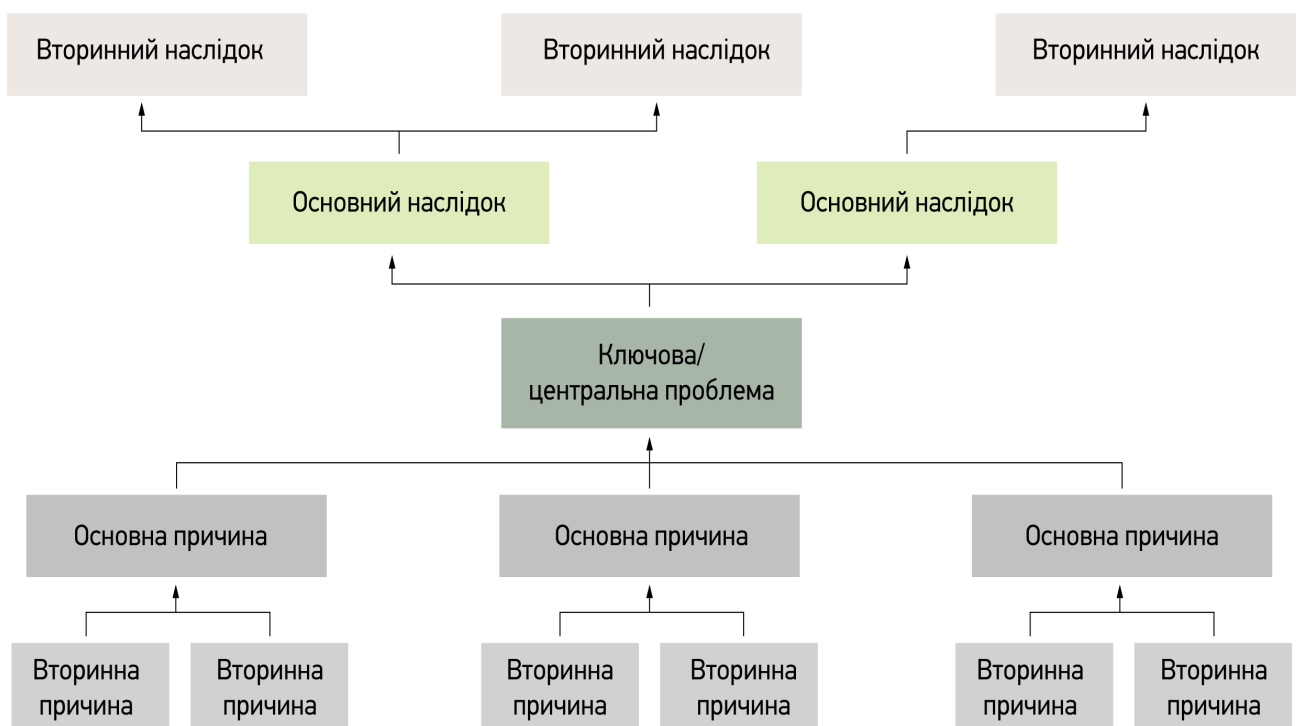 Вторинний наслідок
Вторинний наслідок
Вторинний наслідок
Основний наслідок
Основний наслідок
Ключова/
центральна проблема
Основна причина
Основна причина
Основна причина
Вторинна
причина
Вторинна
причина
Вторинна
причина
Вторинна
причина
Вторинна
причина
Вторинна
причина